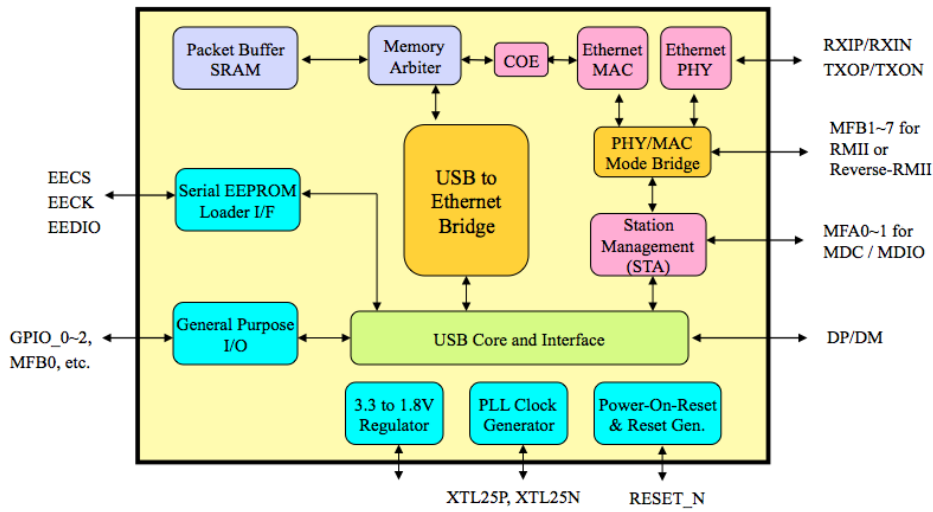 Packet Buffer
SRAM
Memory
Arbiter
COE
Ethernet
MAC
Ethernet
PHY
RXIP/RXIN
TXOP/TXON
PHY/MAC
Mode Bridge
MFB1~7 for
RMII or
Reverse-RMII
EECS
EECK
EEDIO
Serial EEPROM
Loader I/F
USB to
Ethernet
Bridge
Station
Management
(STA)
MFA0~1 for
MDC / MDIO
GPIO_0~2,
MFB0, etc.
General Purpose
I/O
USB Core and Interface
DP/DM
3.3 to 1.8V
Regulator
PLL Clock
Generator
Power-On-Reset
& Reset Gen.
XTL25P, XTL25N
RESET_N